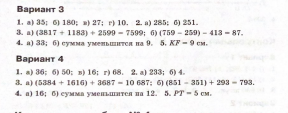 Вариант 3
1. а) 35; б) 180; в) 27; г) 10. 2. а) 285; б) 251.
3. а) (3817 + 1183) + 2599 = 7599; б) (759 – 259) – 413 = 87.
4. а) 33; б) сумма уменьшится на 9. 5. KF = 9 см.
Вариант 4
1. а) 36; б) 50; в) 16; г) 68. 2. а) 233; б) 4.
3. а) (5384 + 1616) + 3687 = 10 687; б) (851 – 351) + 293 = 793.
4. а) 16; б) сумма уменьшится на 12. 5. PT = 5 см.